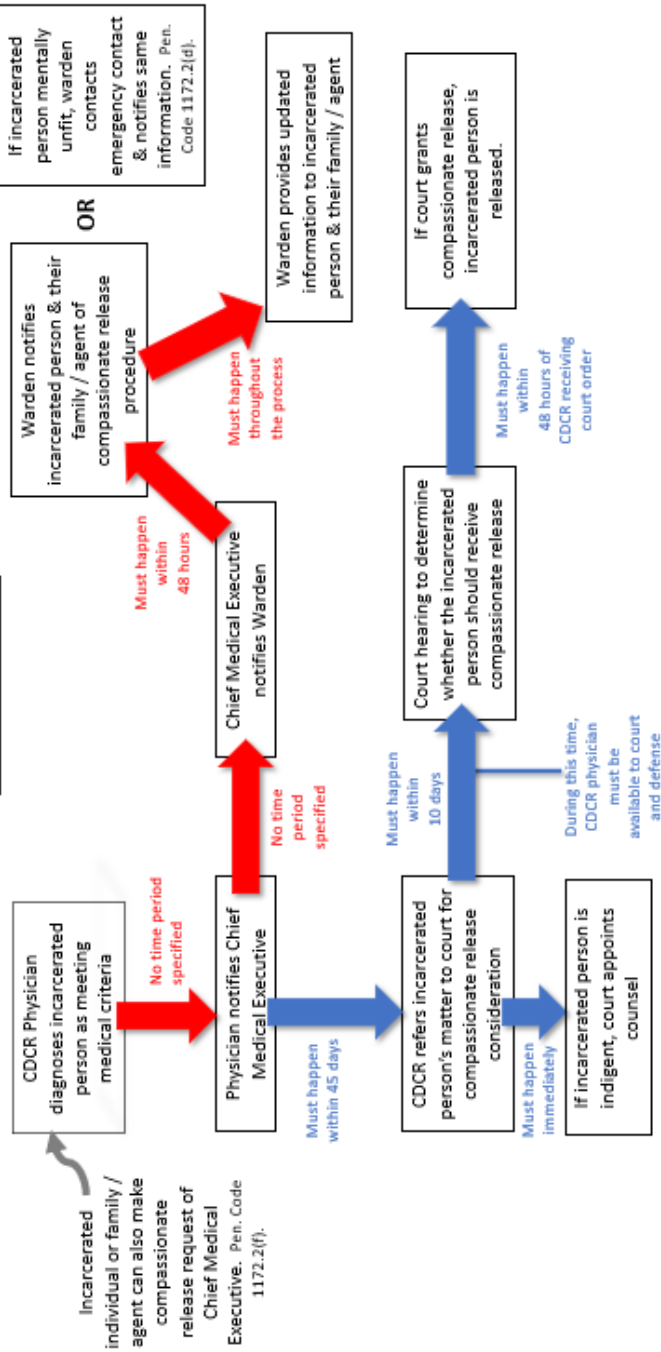 Incarcerated
individual or family /
agent can also make
compassionate
release request of
Chief Medical
Executive. Pen. Code
1172.2(f).
CDCR Physician
diagnoses incarcerated
person as meeting
medical criteria
No time period
specified
Physician notifies Chief
Medical Executive
No time
period
specified
Chief Medical Executive
notifies Warden
Must happen
within
48 hours
Warden notifies
incarcerated person & their
family / agent of
compassionate release
procedure
OR
If incarcerated
person mentally
unfit, warden
contacts
emergency contact
& notifies same
information. Pen.
Code 1172.2(d).
Must happen
throughout
the process
Warden provides updated
information to incarcerated
person & their family / agent
Must happen
within 45 days
CDCR refers incarcerated
person's matter to court for
compassionate release
consideration
Must happen
immediately
If incarcerated person is
indigent, court appoints
counsel
Must happen
within
10 days
During this time,
CDCR physician
must be
available to court
and defense
Court hearing to determine
whether the incarcerated
person should receive
compassionate release
Must happen
within
48 hours of
CDCR receiving
court order
If court grants
compassionate release,
incarcerated person is
released.